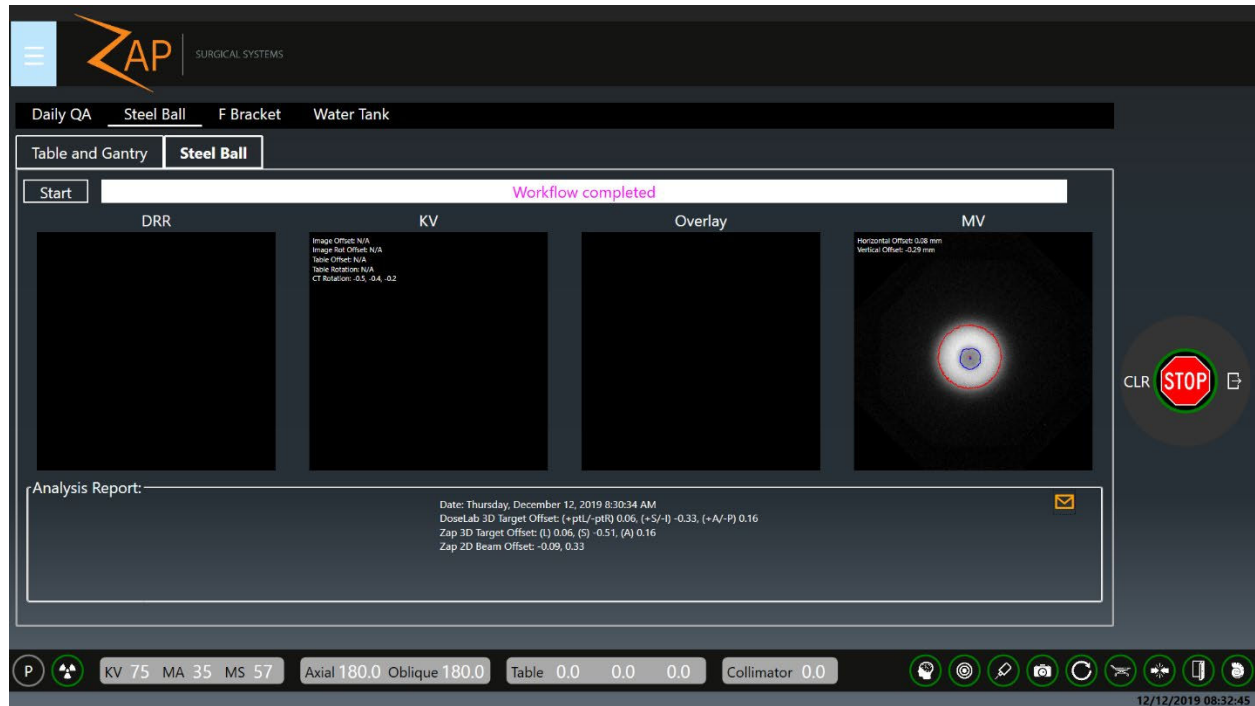 ZAP SURGICAL SYSTEMS
Daily QA Steel Ball F Bracket Water Tank
Table and Gantry Steel Ball
Start Workflow completed
DRR KV Overlay MV
Image Offset: N/A
Image Rot Offset: N/A
Table Offset: N/A
Table Rotation: N/A
CT Rotation: -0.5, -0.4, -0.2
Horizontal Offset: 0.08 mm
Vertical Offset: -0.29 mm
CLR STOP
Analysis Report:
Date: Thursday, December 12, 2019 8:30:34 AM
DoseLab 3D Target Offset: (+ptL/-ptR) 0.06, (+S/-I) -0.33, (+A/-P) 0.16
Zap 3D Target Offset: (L) 0.06, (S) -0.51, (A) 0.16
Zap 2D Beam Offset: -0.09, 0.33
P KV 75 MA 35 MS 57 Axial 180.0 Oblique 180.0 Table 0.0 0.0 0.0 Collimator 0.0
12/12/2019 08:32:45